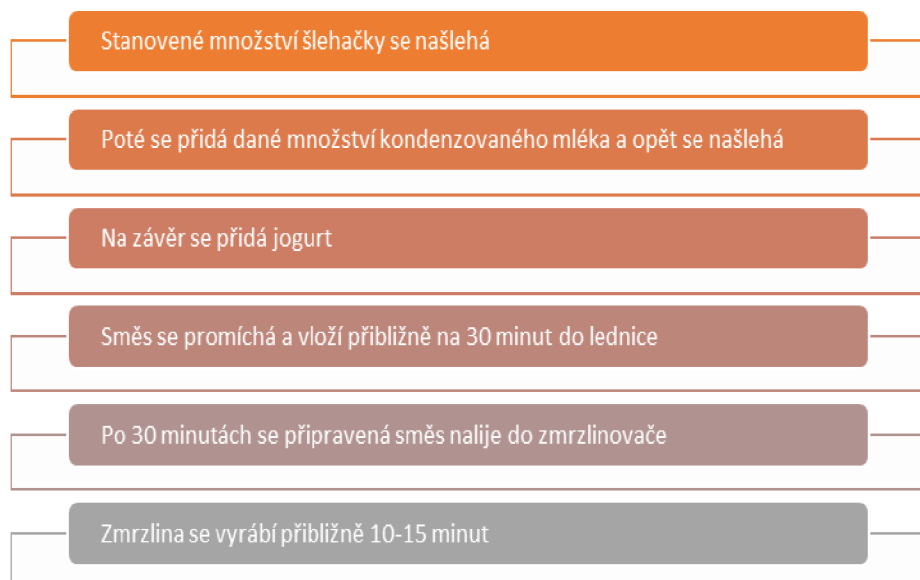 Stanovené množství šlehačky se našlehá
Poté se přidá dané množství kondenzovaného mléka a opět se našlehá
Na závěr se přidá jogurt
Směs se promíchá a vloží přibližně na 30 minut do lednice
Po 30 minutách se připravená směs nalije do zmrzlinovače
Zmrzlina se vyrábí přibližně 10-15 minut